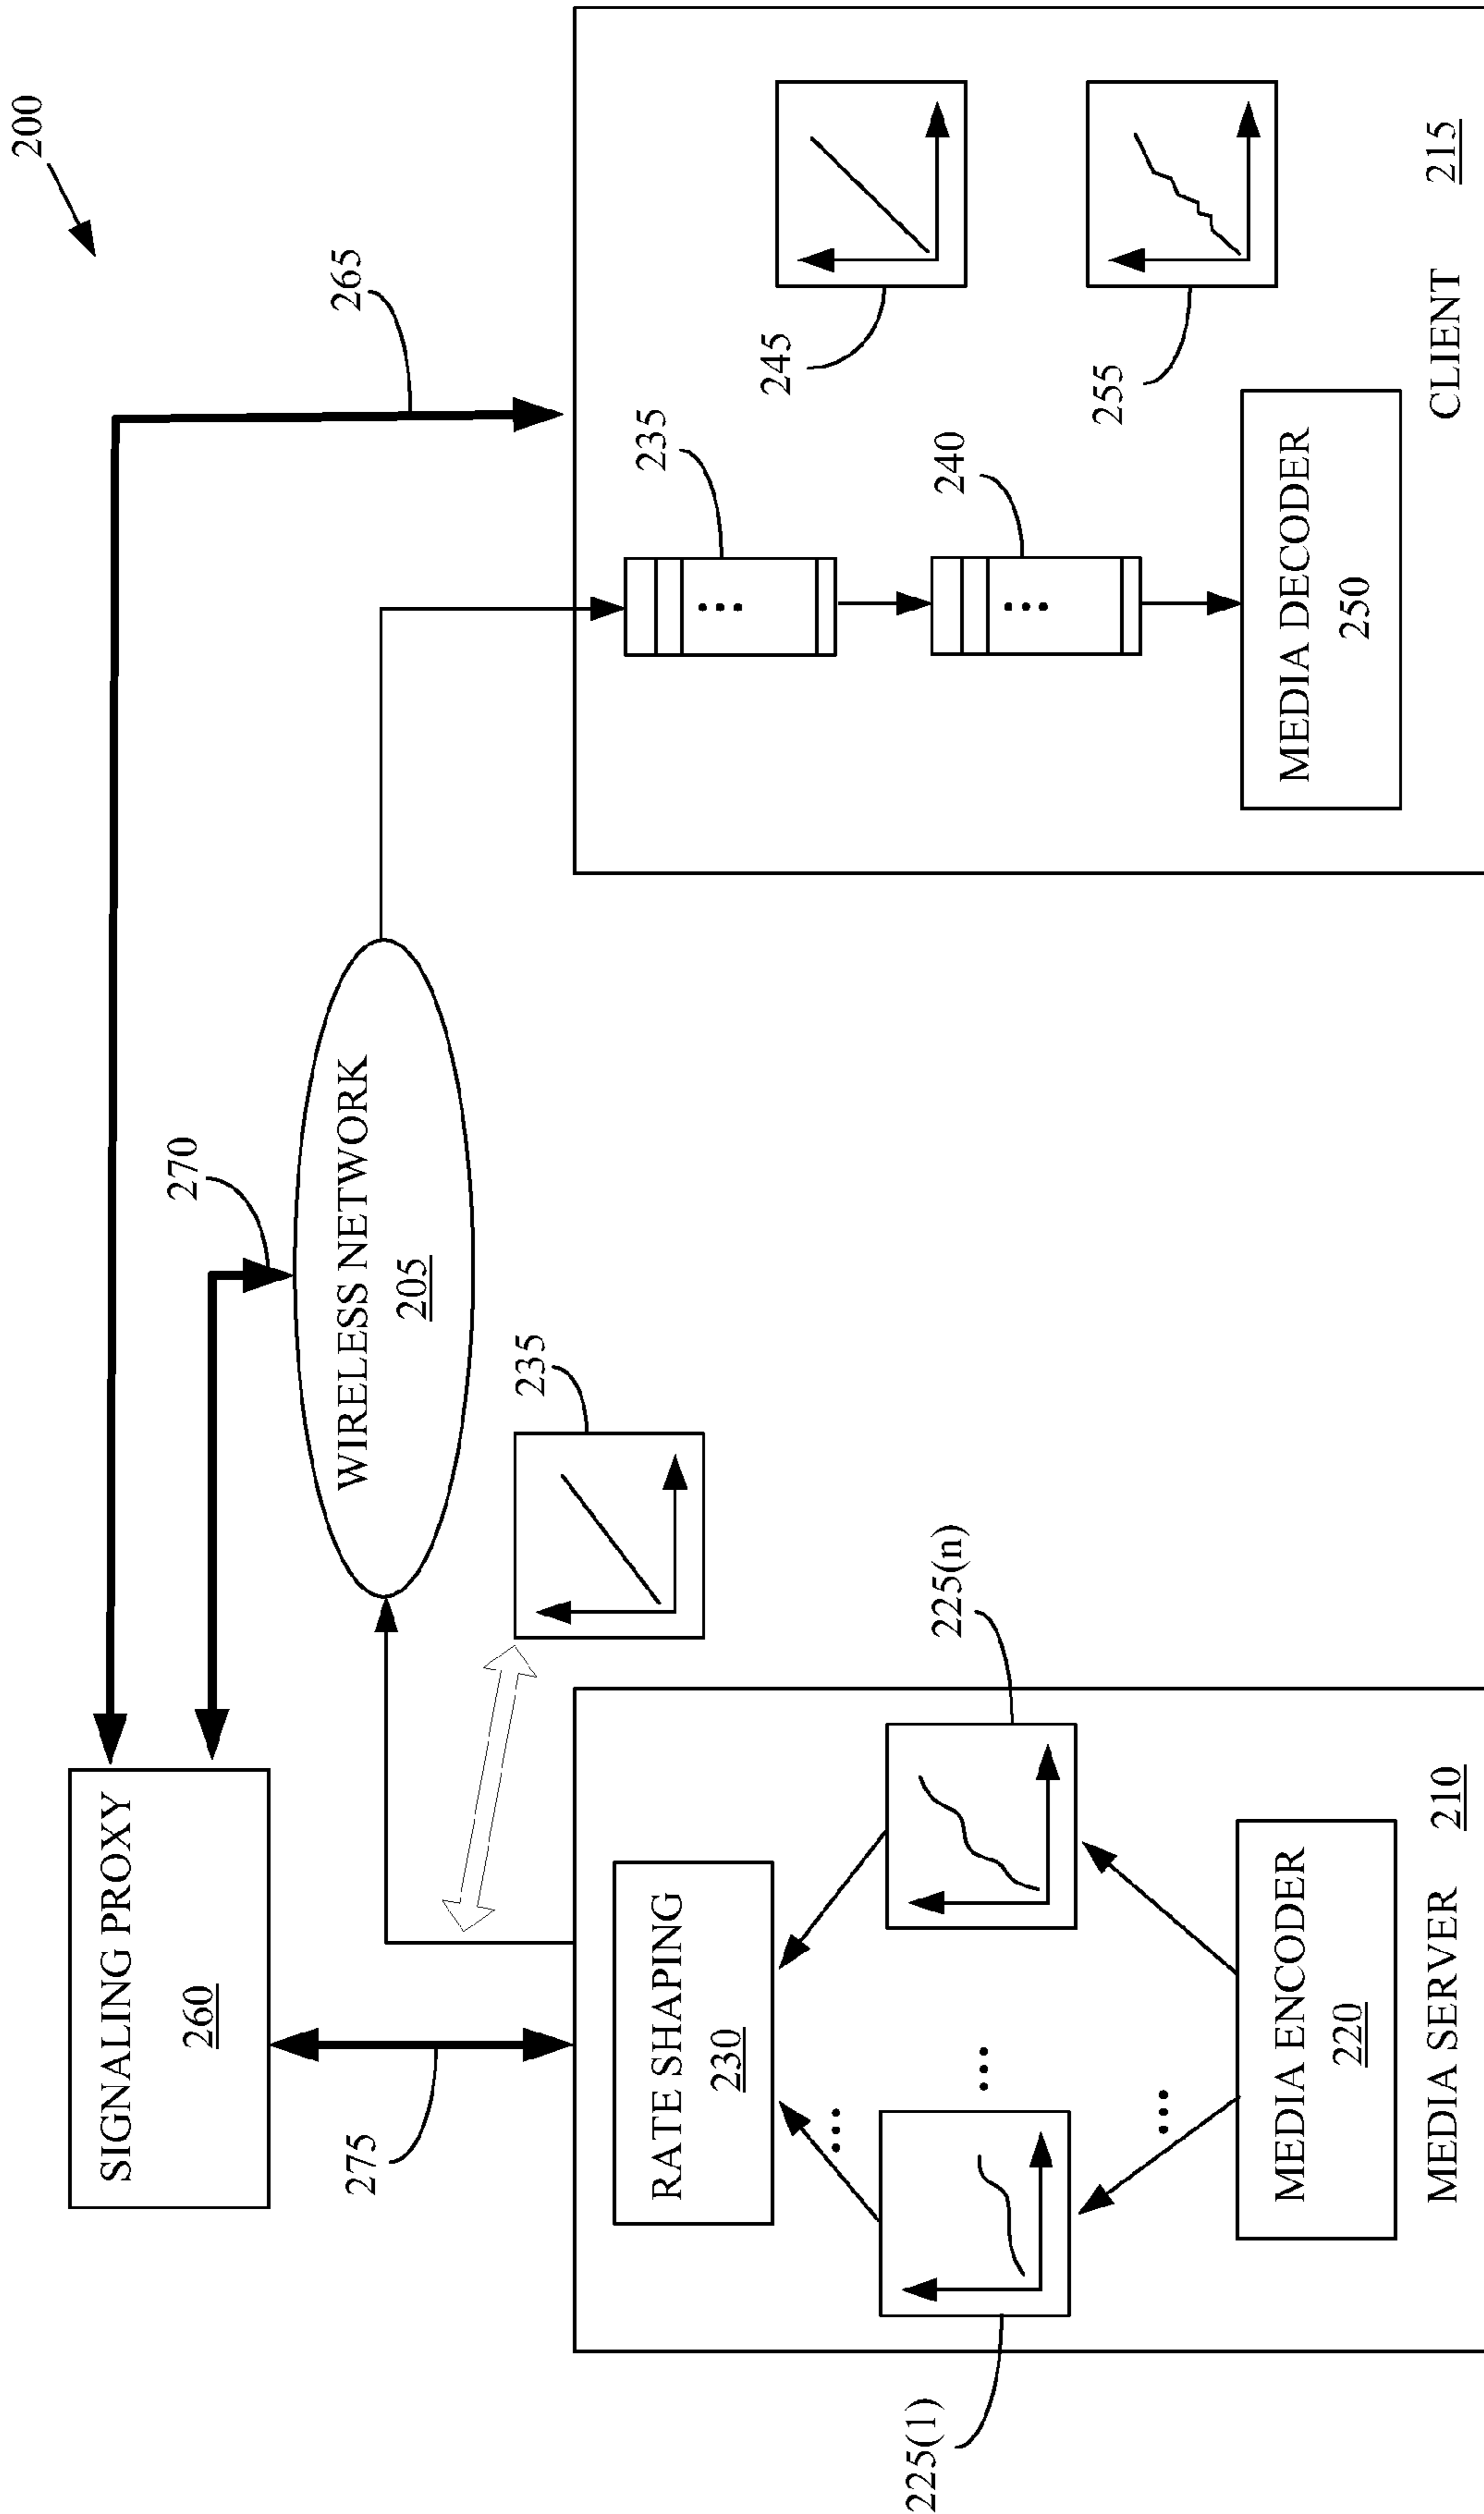 200
SIGNALING PROXY
260
270
265
275
WIRELESS NETWORK
205
235
RATE SHAPING
230
225(1)
225(n)
...
...
...
MEDIA ENCODER
220
MEDIA SERVER 210
235
...
245
240
...
255
MEDIA DECODER
250
CLIENT 215